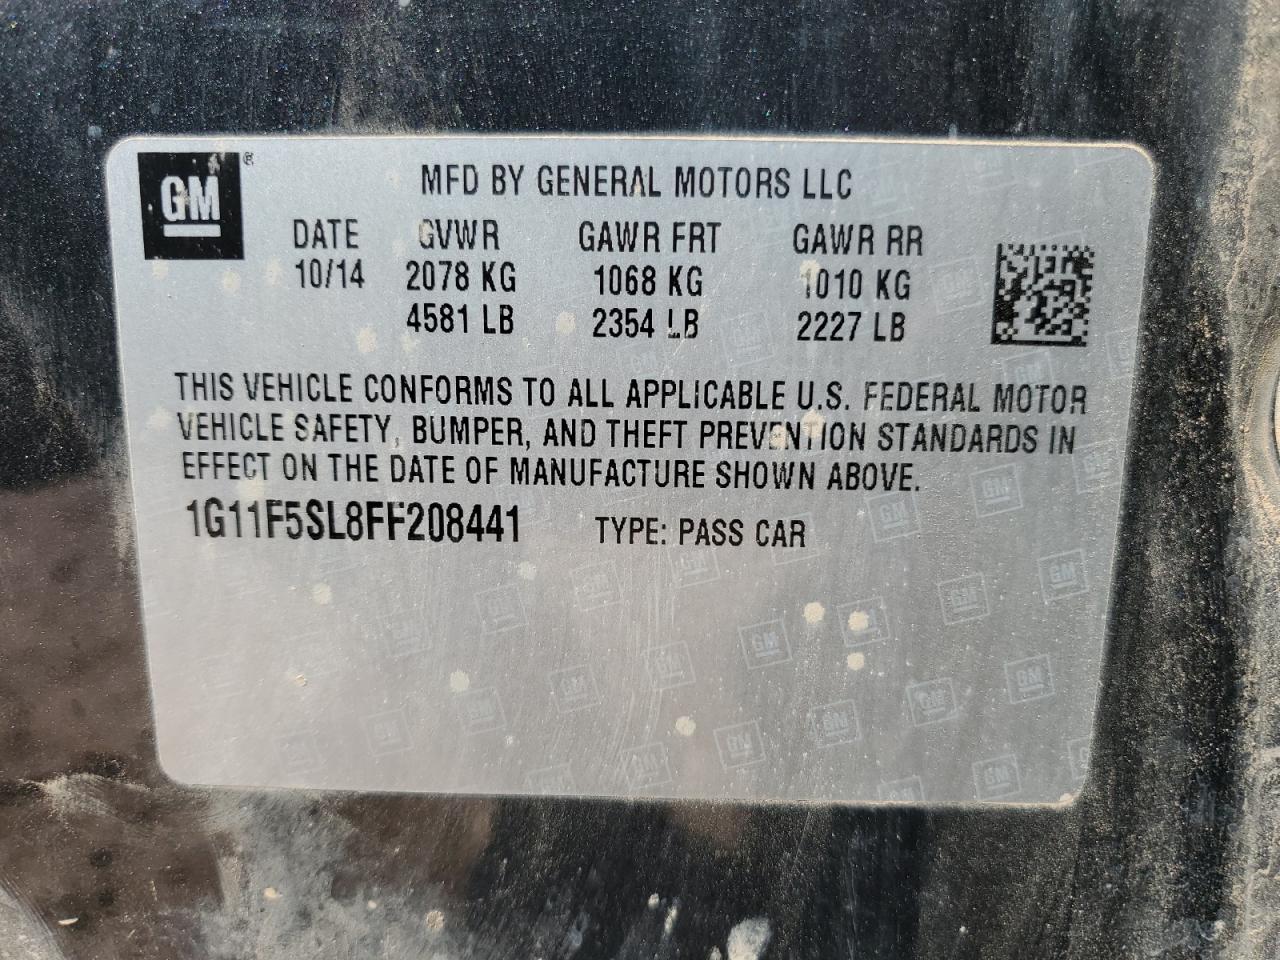 GM ®
MFD BY GENERAL MOTORS LLC
DATE GVWR GAWR FRT GAWR RR
10/14 2078 KG 1068 KG 1010 KG
4581 LB 2354 LB 2227 LB
THIS VEHICLE CONFORMS TO ALL APPLICABLE U.S. FEDERAL MOTOR
VEHICLE SAFETY, BUMPER, AND THEFT PREVENTION STANDARDS IN
EFFECT ON THE DATE OF MANUFACTURE SHOWN ABOVE.
1G11F5SL8FF208441 TYPE: PASS CAR